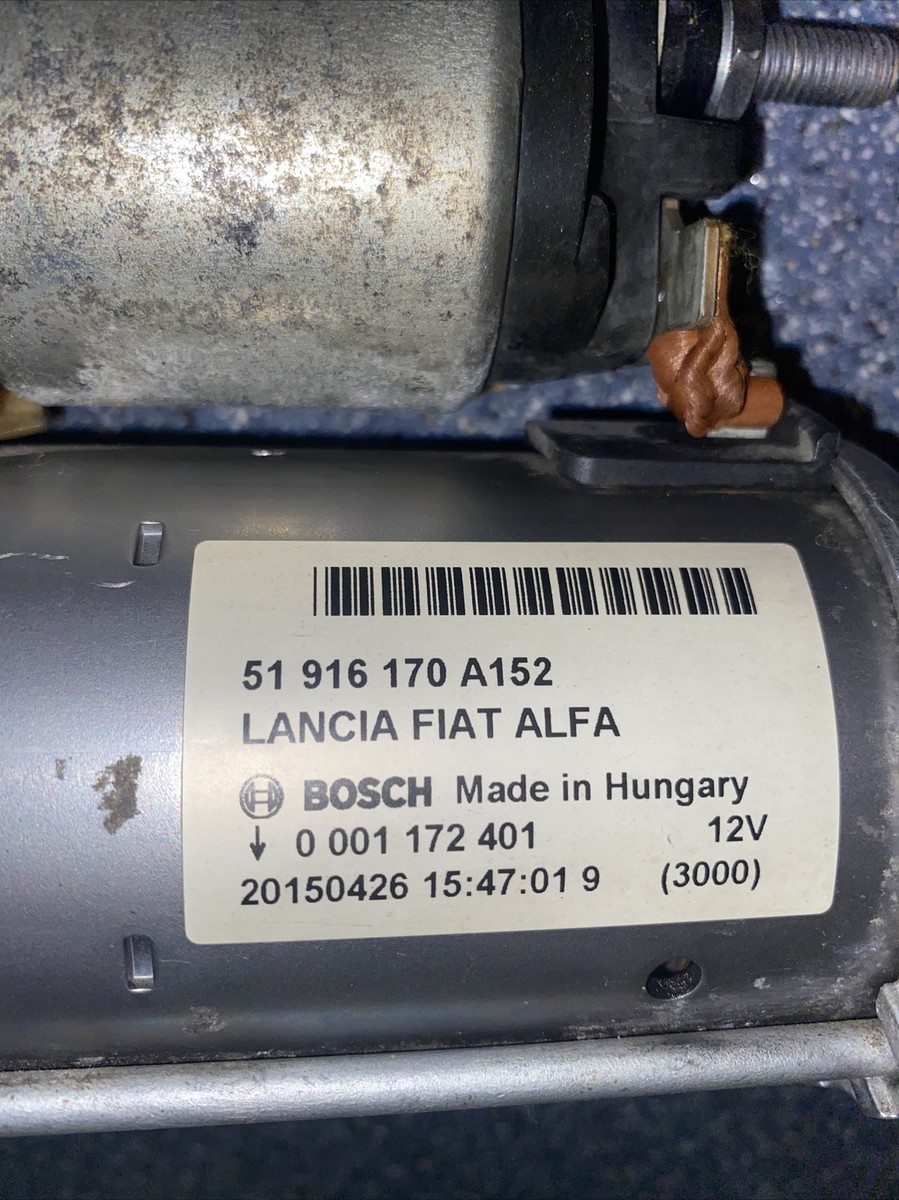 51 916 170 A152
LANCIA FIAT ALFA
BOSCH Made in Hungary
↓ 0 001 172 401 12V
20150426 15:47:01 9 (3000)